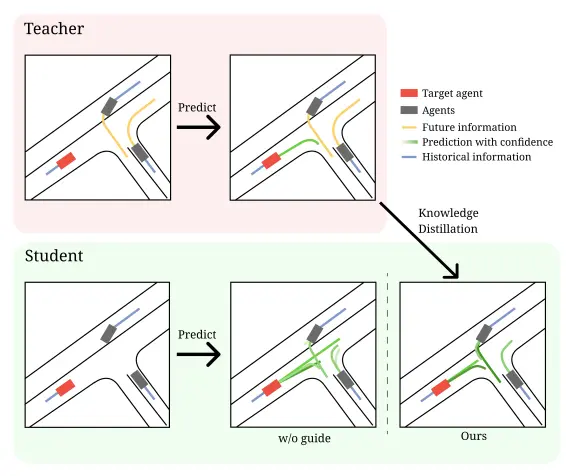 Teacher
Predict
Target agent
Agents
Future information
Prediction with confidence
Historical information
Knowledge
Distillation
Student
Predict
w/o guide
Ours